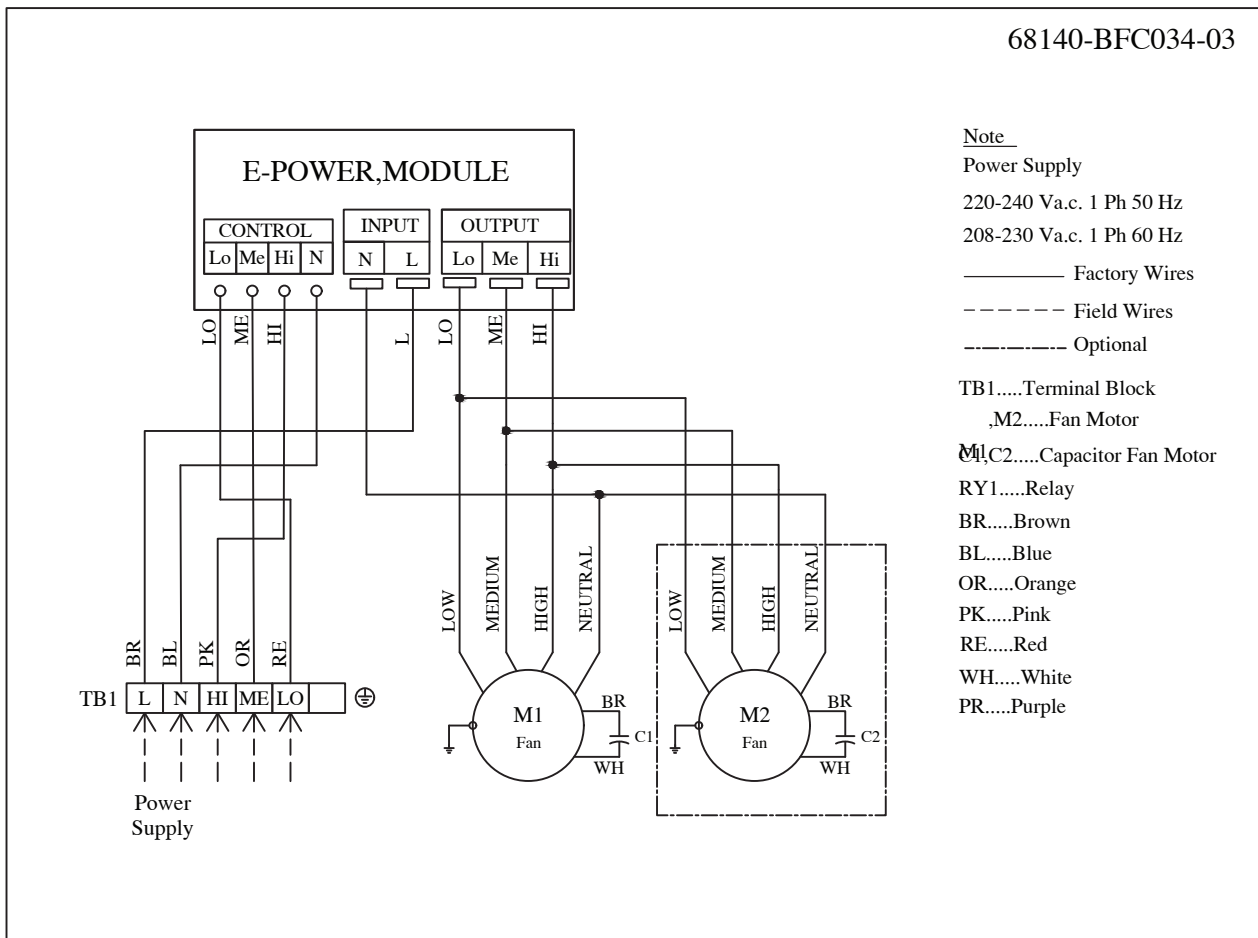 68140-BFC034-03
E-POWER,MODULE
CONTROL
Lo Me Hi N
INPUT
N L
OUTPUT
Lo Me Hi
LO
ME
HI
L
LO
ME
HI
Note
Power Supply
220-240 Va.c. 1 Ph 50 Hz
208-230 Va.c. 1 Ph 60 Hz
Factory Wires
Field Wires
Optional
TB1.....Terminal Block
,M2.....Fan Motor
M1
C1,C2.....Capacitor Fan Motor
RY1.....Relay
BR.....Brown
BL.....Blue
OR.....Orange
PK.....Pink
RE.....Red
WH.....White
PR.....Purple
BR
BL
PK
OR
RE
TB1 L N HI ME LO
Power
Supply
LOW
MEDIUM
HIGH
NEUTRAL
M1
Fan
BR
C1
WH
LOW
MEDIUM
HIGH
NEUTRAL
M2
Fan
BR
C2
WH